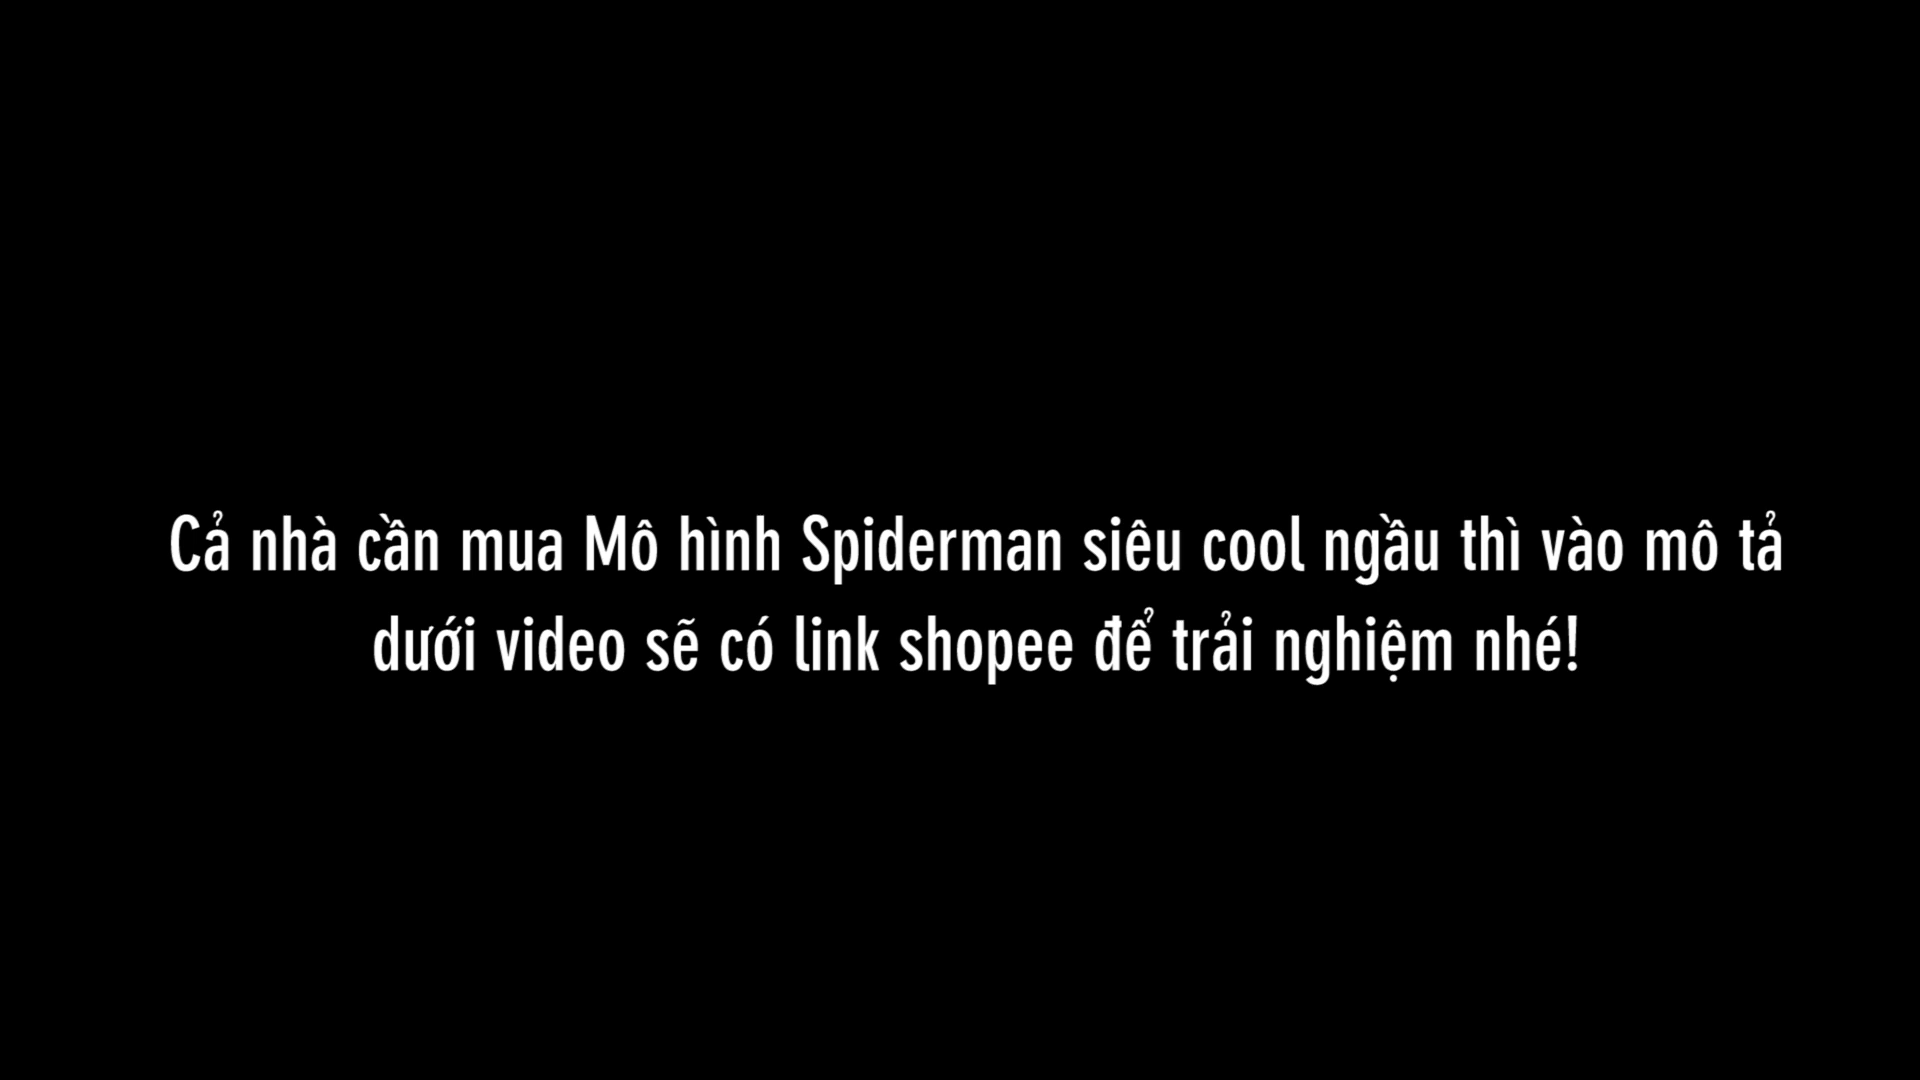 Cả nhà cần mua Mô hình Spiderman siêu cool ngầu thì vào mô tả
dưới video sẽ có link shopee để trải nghiệm nhé!